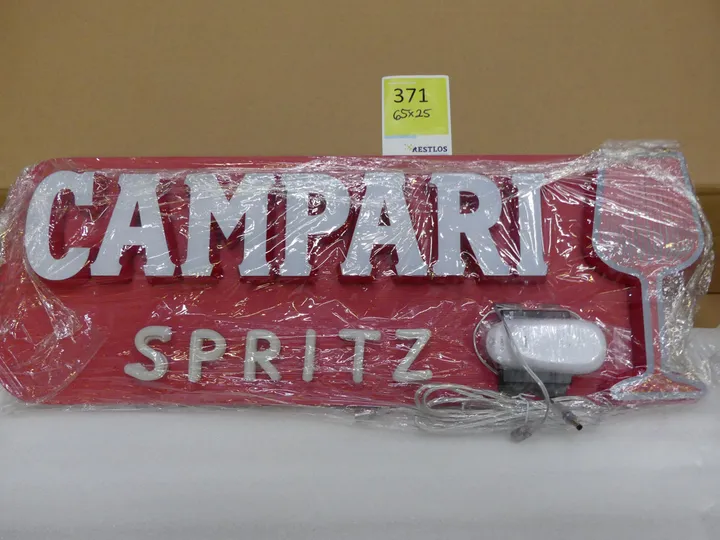 371
65x25
RESTLOS
CAMPARI
SPRITZ